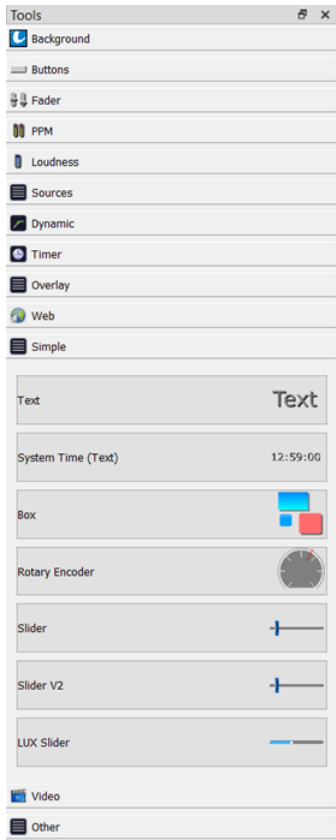 Tools
Background
Buttons
Fader
PPM
Loudness
Sources
Dynamic
Timer
Overlay
Web
Simple
Text Text
System Time (Text) 12:59:00
Box
Rotary Encoder
Slider
Slider V2
LUX Slider
Video
Other